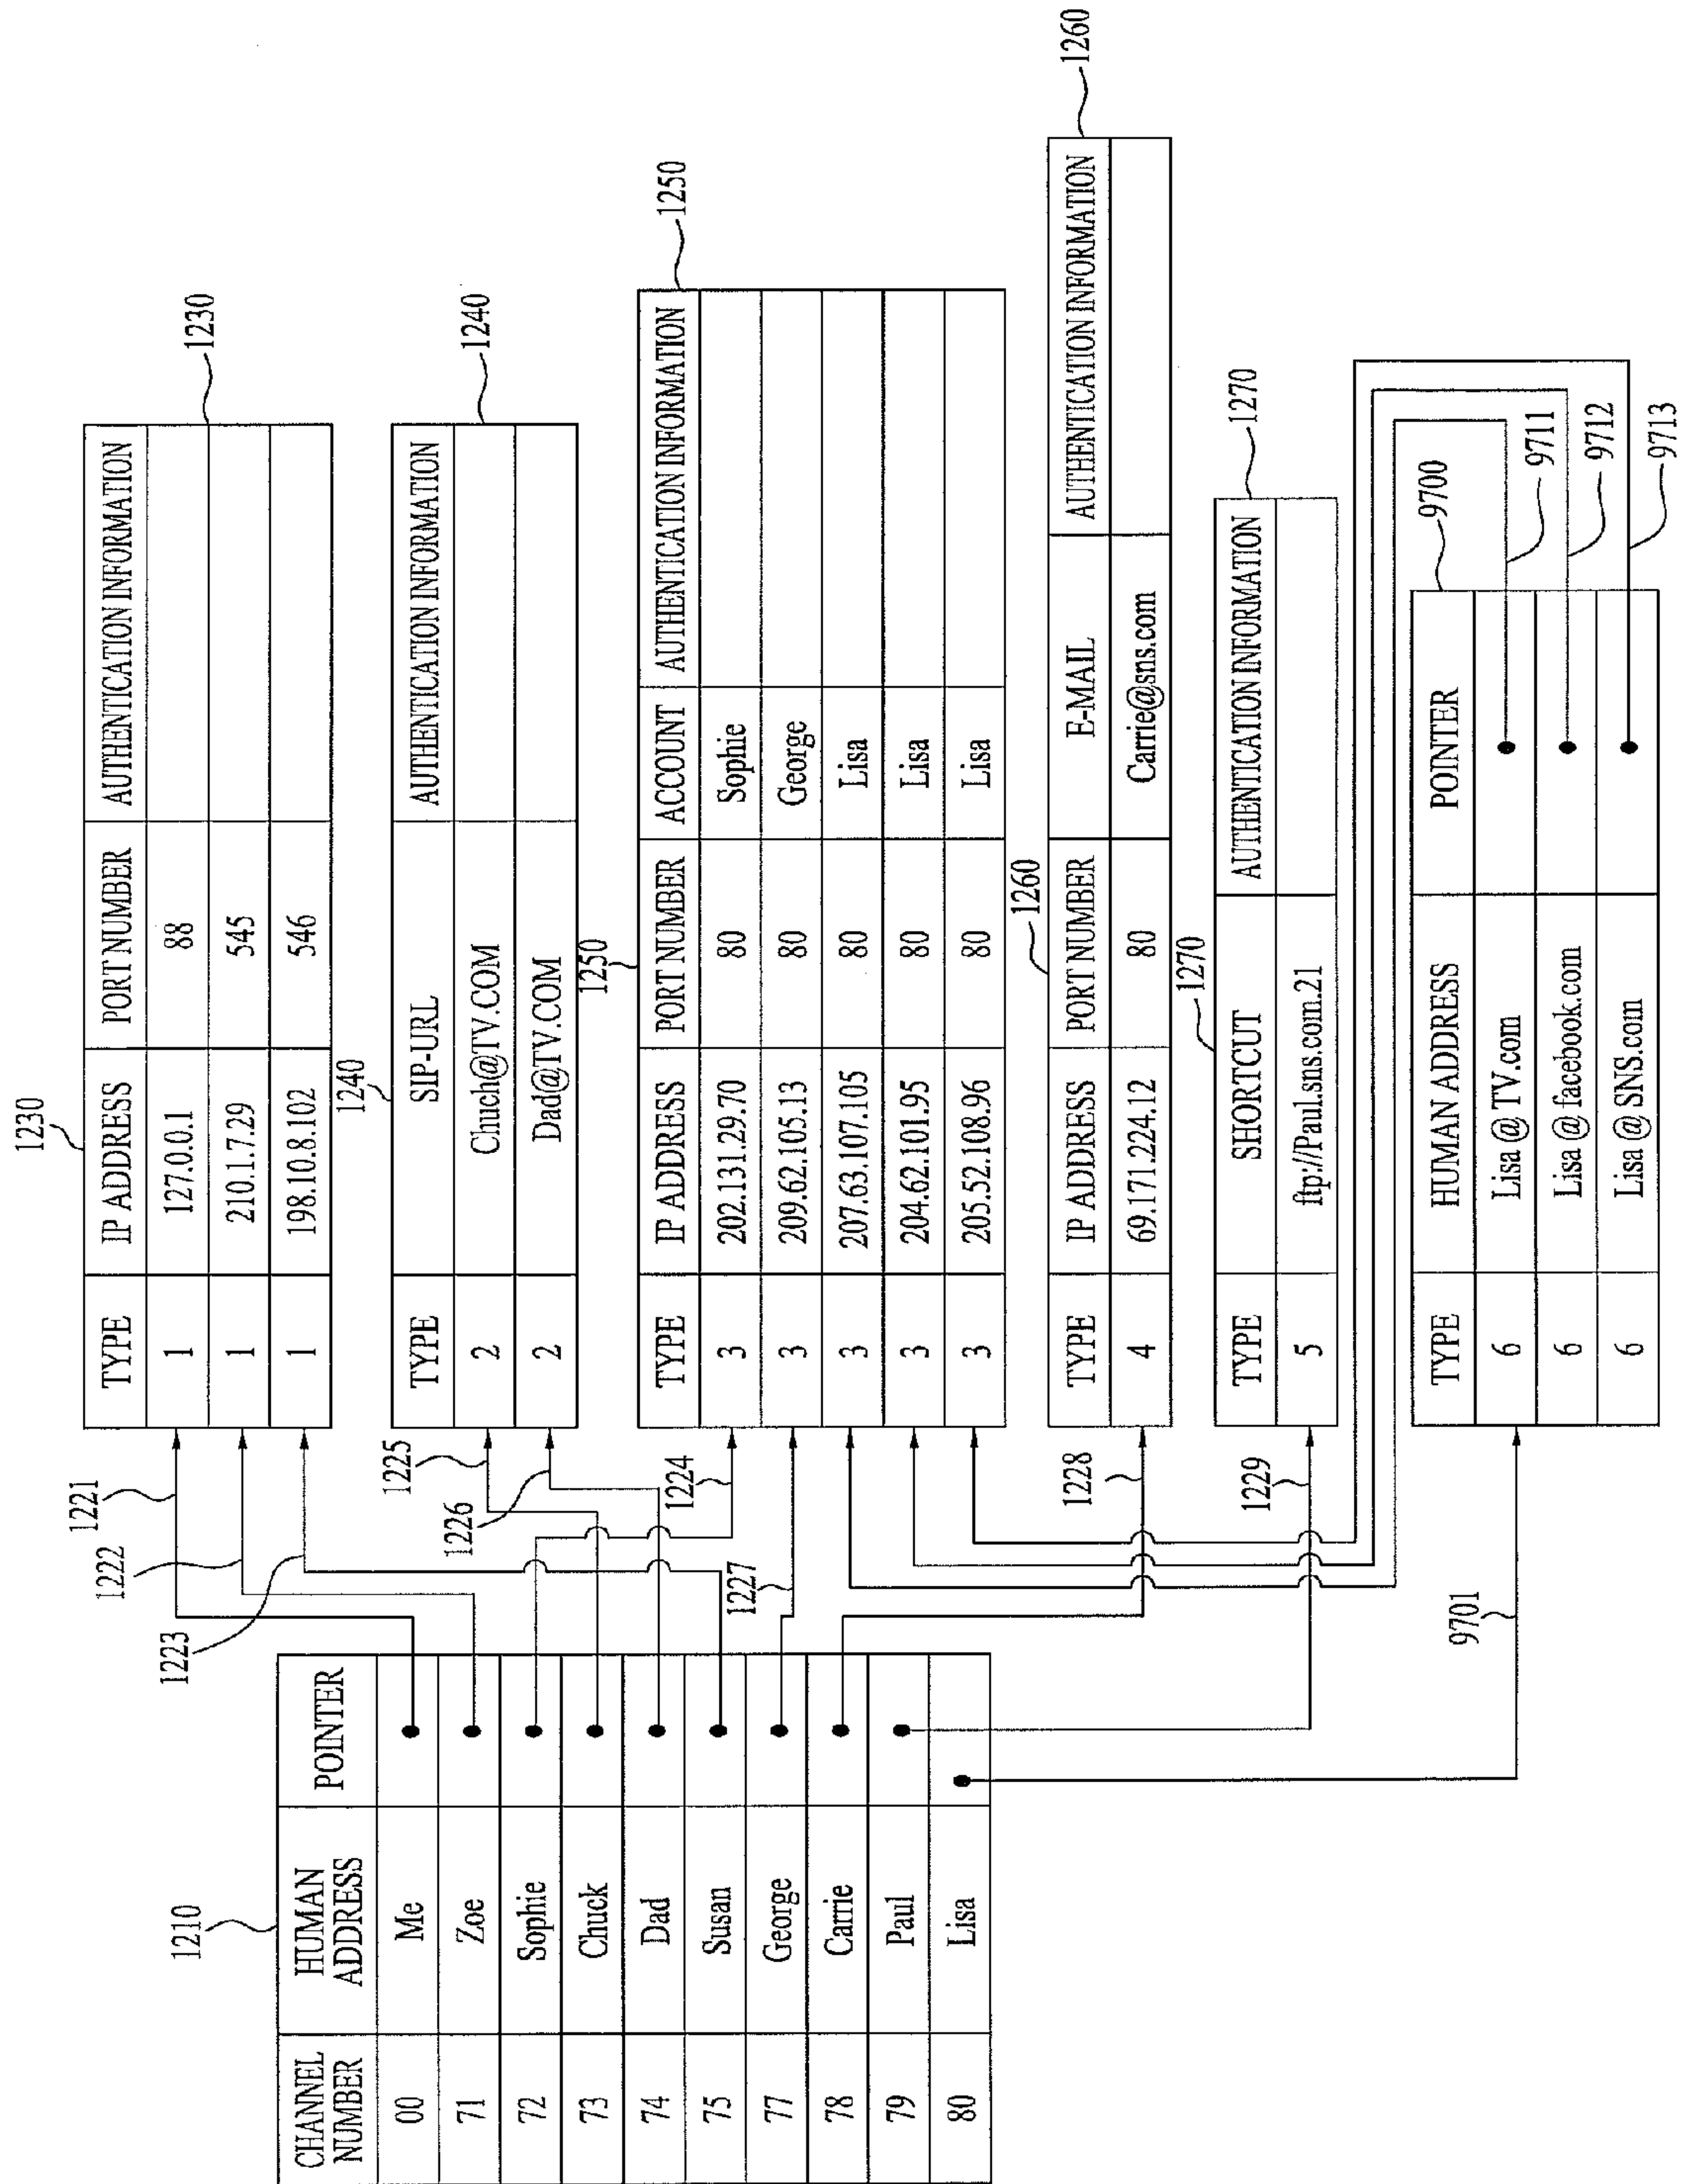 1210
CHANNEL NUMBER HUMAN ADDRESS POINTER
00 Me
71 Zoe
72 Sophie
73 Chuck
74 Dad
75 Susan
77 George
78 Carrie
79 Paul
80 Lisa
1221
1222
1223
1225
1226
1224
1227
1228
1229
9701
1230
1230
TYPE IP ADDRESS PORT NUMBER AUTHENTICATION INFORMATION
1 127.0.0.1 88
1 210.1.7.29 545
1 198.10.8.102 546
1240
1240
TYPE SIP-URL AUTHENTICATION INFORMATION
2 Chuch@TV.COM
2 Dad@TV.COM
1250
1250
TYPE IP ADDRESS PORT NUMBER ACCOUNT AUTHENTICATION INFORMATION
3 202.131.29.70 80 Sophie
3 209.62.105.13 80 George
3 207.63.107.105 80 Lisa
3 204.62.101.95 80 Lisa
3 205.52.108.96 80 Lisa
1260
1260
TYPE IP ADDRESS PORT NUMBER E-MAIL AUTHENTICATION INFORMATION
4 69.171.224.12 80 Carrie@sns.com
1270
1270
TYPE SHORTCUT AUTHENTICATION INFORMATION
5 ftp://Paul.sns.com.21
9700
TYPE HUMAN ADDRESS POINTER
6 Lisa @ TV.com
6 Lisa @ facebook.com
6 Lisa @ SNS.com
9711
9712
9713